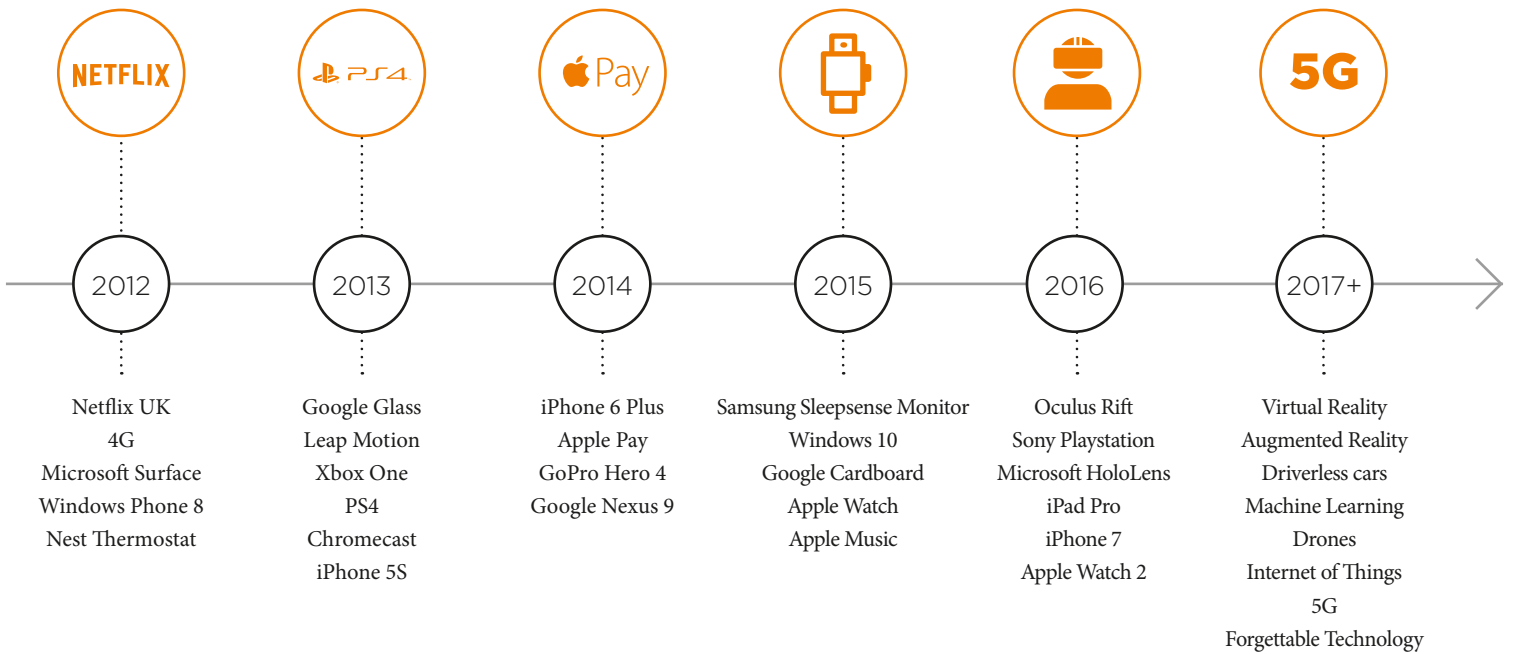 NETFLIX
PS4
Pay
5G
2012
2013
2014
2015
2016
2017+
Netflix UK
4G
Microsoft Surface
Windows Phone 8
Nest Thermostat
Google Glass
Leap Motion
Xbox One
PS4
Chromecast
iPhone 5S
iPhone 6 Plus
Apple Pay
GoPro Hero 4
Google Nexus 9
Samsung Sleepsense Monitor
Windows 10
Google Cardboard
Apple Watch
Apple Music
Oculus Rift
Sony Playstation
Microsoft HoloLens
iPad Pro
iPhone 7
Apple Watch 2
Virtual Reality
Augmented Reality
Driverless cars
Machine Learning
Drones
Internet of Things
5G
Forgettable Technology